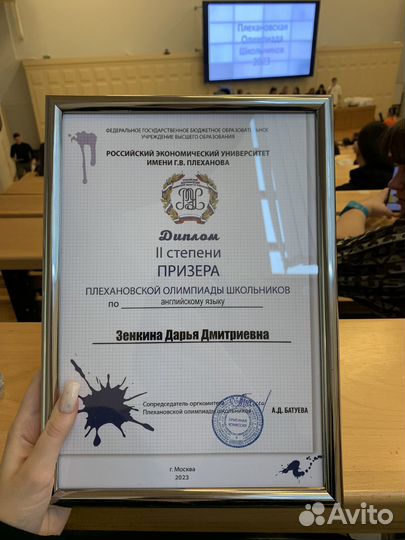 Плехановская
Олимпиада
Школьников
2023
ФЕДЕРАЛЬНОЕ ГОСУДАРСТВЕННОЕ БЮДЖЕТНОЕ ОБРАЗОВАТЕЛЬНОЕ
УЧРЕЖДЕНИЕ ВЫСШЕГО ОБРАЗОВАНИЯ
РОССИЙСКИЙ ЭКОНОМИЧЕСКИЙ УНИВЕРСИТЕТ
ИМЕНИ Г.В. ПЛЕХАНОВА
Диплом
II степени
ПРИЗЕРА
ПЛЕХАНОВСКОЙ ОЛИМПИАДЫ ШКОЛЬНИКОВ
по английскому языку
Зенкина Дарья Дмитриевна
Сопредседатель оргкомитета
Плехановской олимпиады школьников А.Д. БАТУЕВА
ПРИЕМНАЯ
КОМИССИЯ
г. Москва
2023
Avito